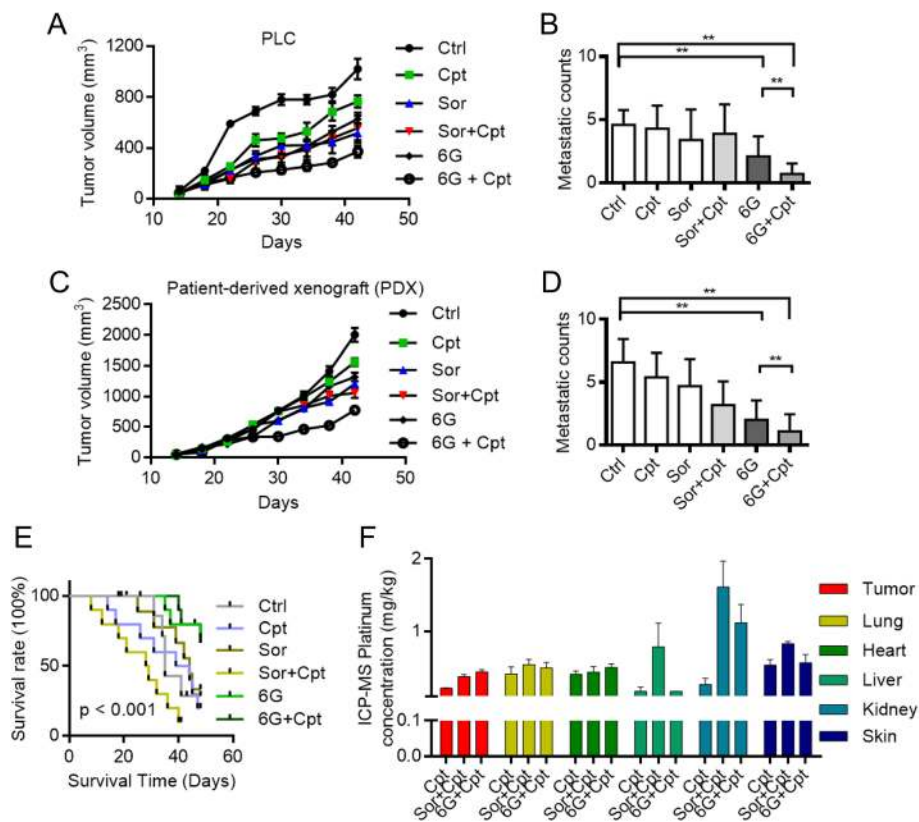 A
PLC
Tumor volume (mm³)
1200
800
400
0
10 20 30 40 50
Days
Ctrl
Cpt
Sor
Sor+Cpt
6G
6G + Cpt
B
Metastatic counts
10
5
0
**
**
**
Ctrl
Cpt
Sor
Sor+Cpt
6G
6G+Cpt
C
Patient-derived xenograft (PDX)
Tumor volume (mm³)
2500
2000
1500
1000
500
0
10 20 30 40 50
Days
Ctrl
Cpt
Sor
Sor+Cpt
6G
6G + Cpt
D
Metastatic counts
10
5
0
**
**
**
Ctrl
Cpt
Sor
Sor+Cpt
6G
6G+Cpt
E
Survival rate (100%)
100
50
0
p < 0.001
0 20 40 60
Survival Time (Days)
Ctrl
Cpt
Sor
Sor+Cpt
6G
6G+Cpt
F
ICP-MS Platinum
concentration (mg/kg)
2
1
0.1
0.0
Cpt
Sor+Cpt
6G+Cpt
Cpt
Sor+Cpt
6G+Cpt
Cpt
Sor+Cpt
6G+Cpt
Cpt
Sor+Cpt
6G+Cpt
Cpt
Sor+Cpt
6G+Cpt
Cpt
Sor+Cpt
6G+Cpt
Tumor
Lung
Heart
Liver
Kidney
Skin